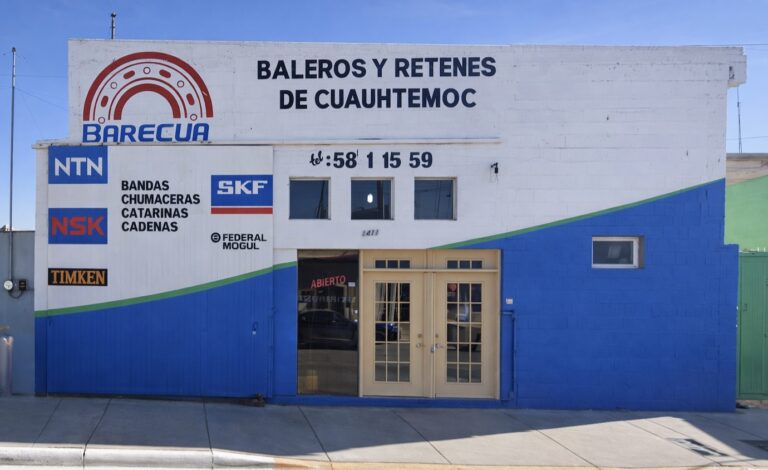 BALEROS Y RETENES
DE CUAUHTEMOC
BARECUA
tel:58 1 15 59
NTN
BANDAS
CHUMACERAS
CATARINAS
CADENAS
SKF
NSK
FEDERAL
MOGUL
TIMKEN
ABIERTO